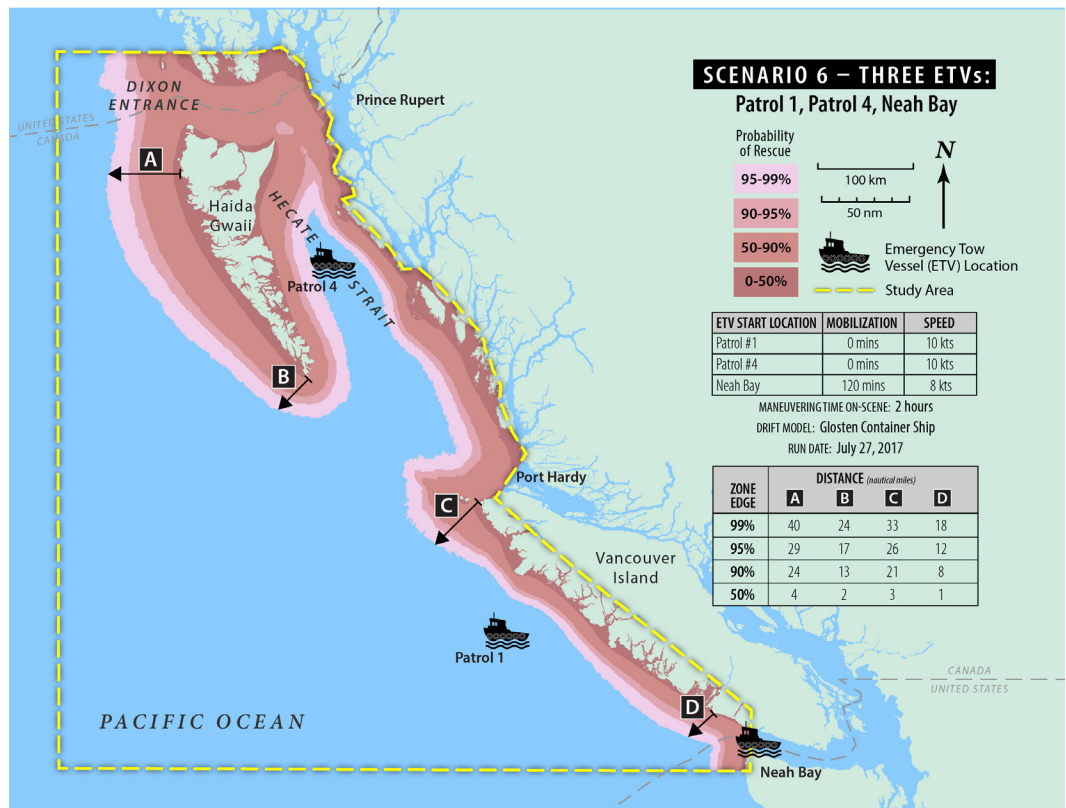 SCENARIO 6 – THREE ETVs:
Patrol 1, Patrol 4, Neah Bay
Probability
of Rescue
95-99%
90-95%
50-90%
0-50%
100 km
50 nm
N
Emergency Tow
Vessel (ETV) Location
Study Area
ETV START LOCATION MOBILIZATION SPEED
Patrol #1 0 mins 10 kts
Patrol #4 0 mins 10 kts
Neah Bay 120 mins 8 kts
MANEUVERING TIME ON-SCENE: 2 hours
DRIFT MODEL: Glosten Container Ship
RUN DATE: July 27, 2017
ZONE EDGE DISTANCE (nautical miles)
A B C D
99% 40 24 33 18
95% 29 17 26 12
90% 24 13 21 8
50% 4 2 3 1
DIXON
ENTRANCE
UNITED STATES
CANADA
Prince Rupert
A
Haida
Gwaii
HECATE STRAIT
Patrol 4
B
Port Hardy
C
Vancouver
Island
Patrol 1
D
CANADA
UNITED STATES
PACIFIC OCEAN
Neah Bay